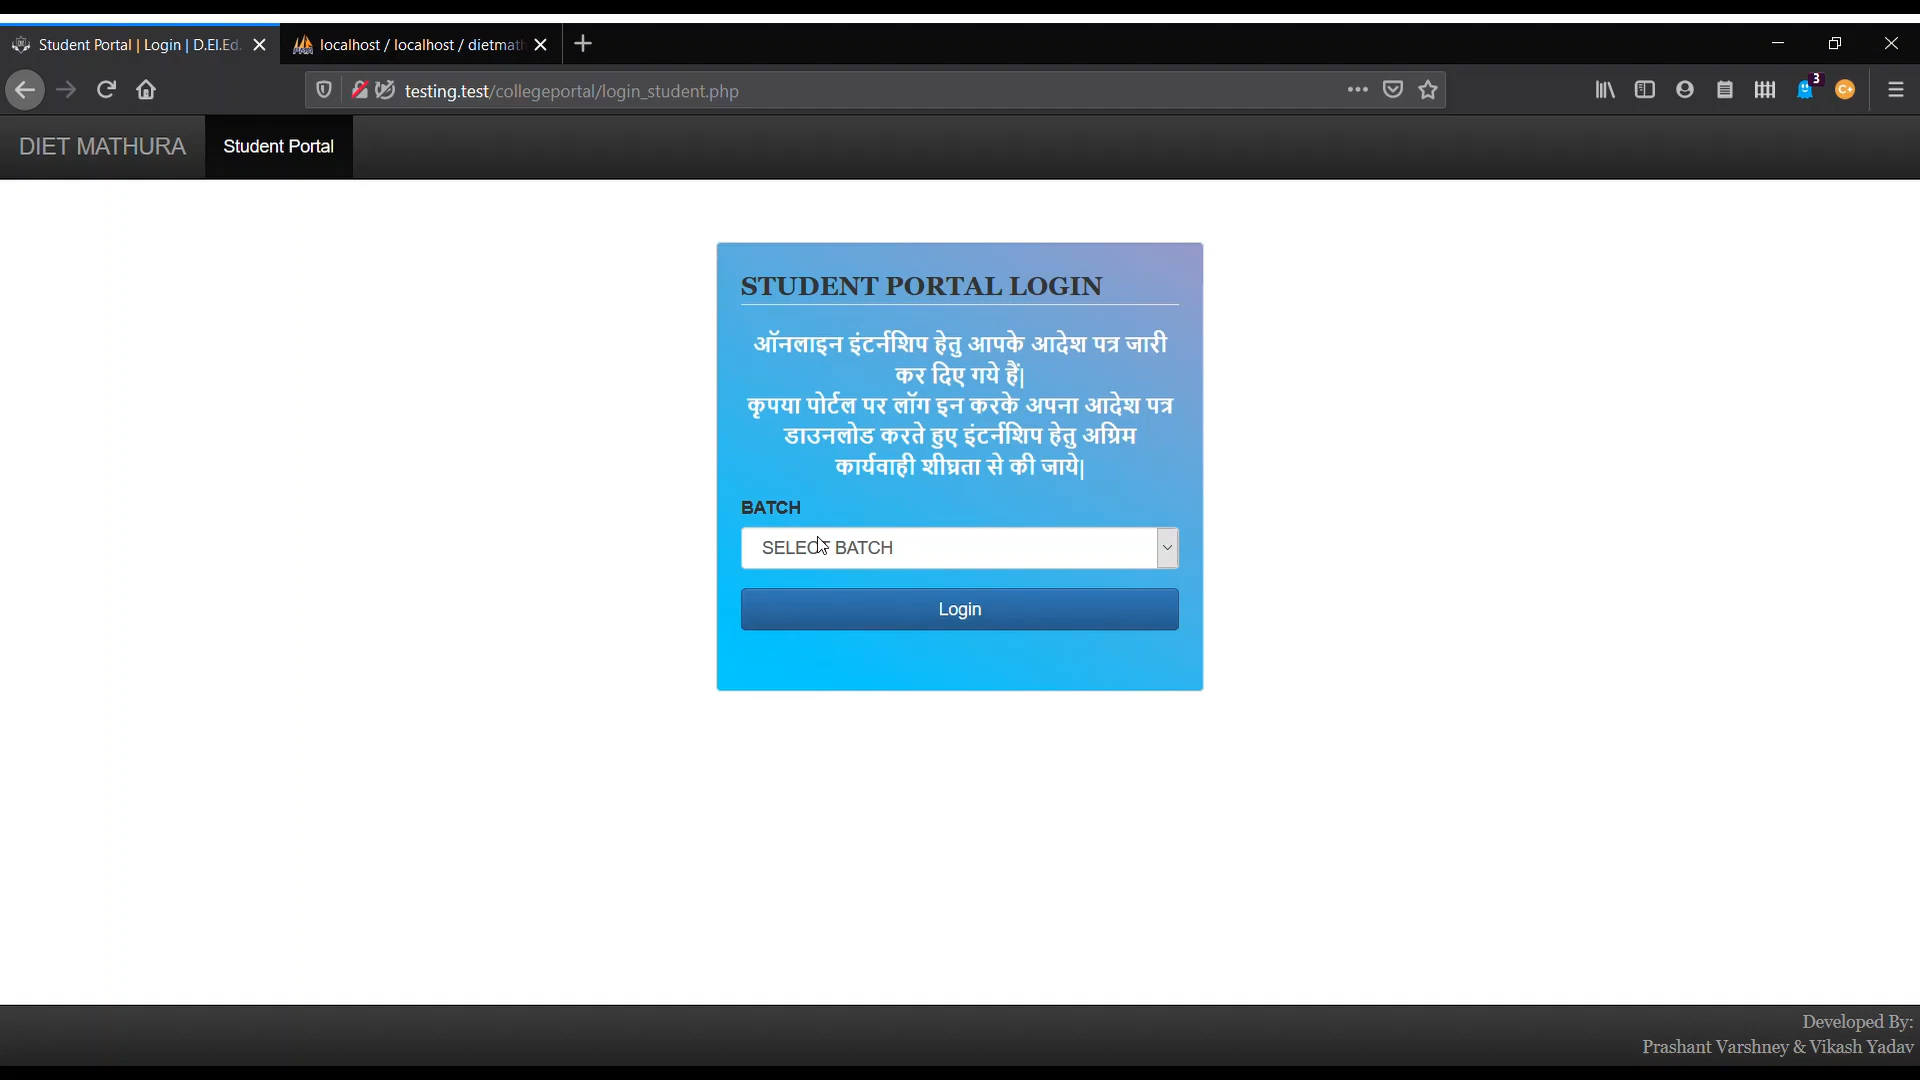 Student Portal | Login | D.El.Ed.
localhost / localhost / dietmath
testing.test/collegeportal/login_student.php
3
C+
DIET MATHURA
Student Portal
STUDENT PORTAL LOGIN
ऑनलाइन इंटर्नशिप हेतु आपके आदेश पत्र जारी
कर दिए गये हैं|
कृपया पोर्टल पर लॉग इन करके अपना आदेश पत्र
डाउनलोड करते हुए इंटर्नशिप हेतु अग्रिम
कार्यवाही शीघ्रता से की जाये|
BATCH
SELECT BATCH
Login
Developed By:
Prashant Varshney & Vikash Yadav